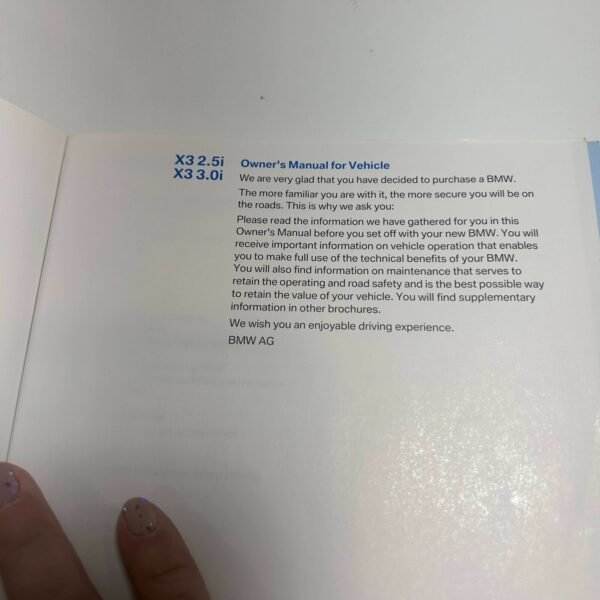 X3 2.5i
X3 3.0i
Owner's Manual for Vehicle
We are very glad that you have decided to purchase a BMW.
The more familiar you are with it, the more secure you will be on
the roads. This is why we ask you:
Please read the information we have gathered for you in this
Owner's Manual before you set off with your new BMW. You will
receive important information on vehicle operation that enables
you to make full use of the technical benefits of your BMW.
You will also find information on maintenance that serves to
retain the operating and road safety and is the best possible way
to retain the value of your vehicle. You will find supplementary
information in other brochures.
We wish you an enjoyable driving experience.
BMW AG